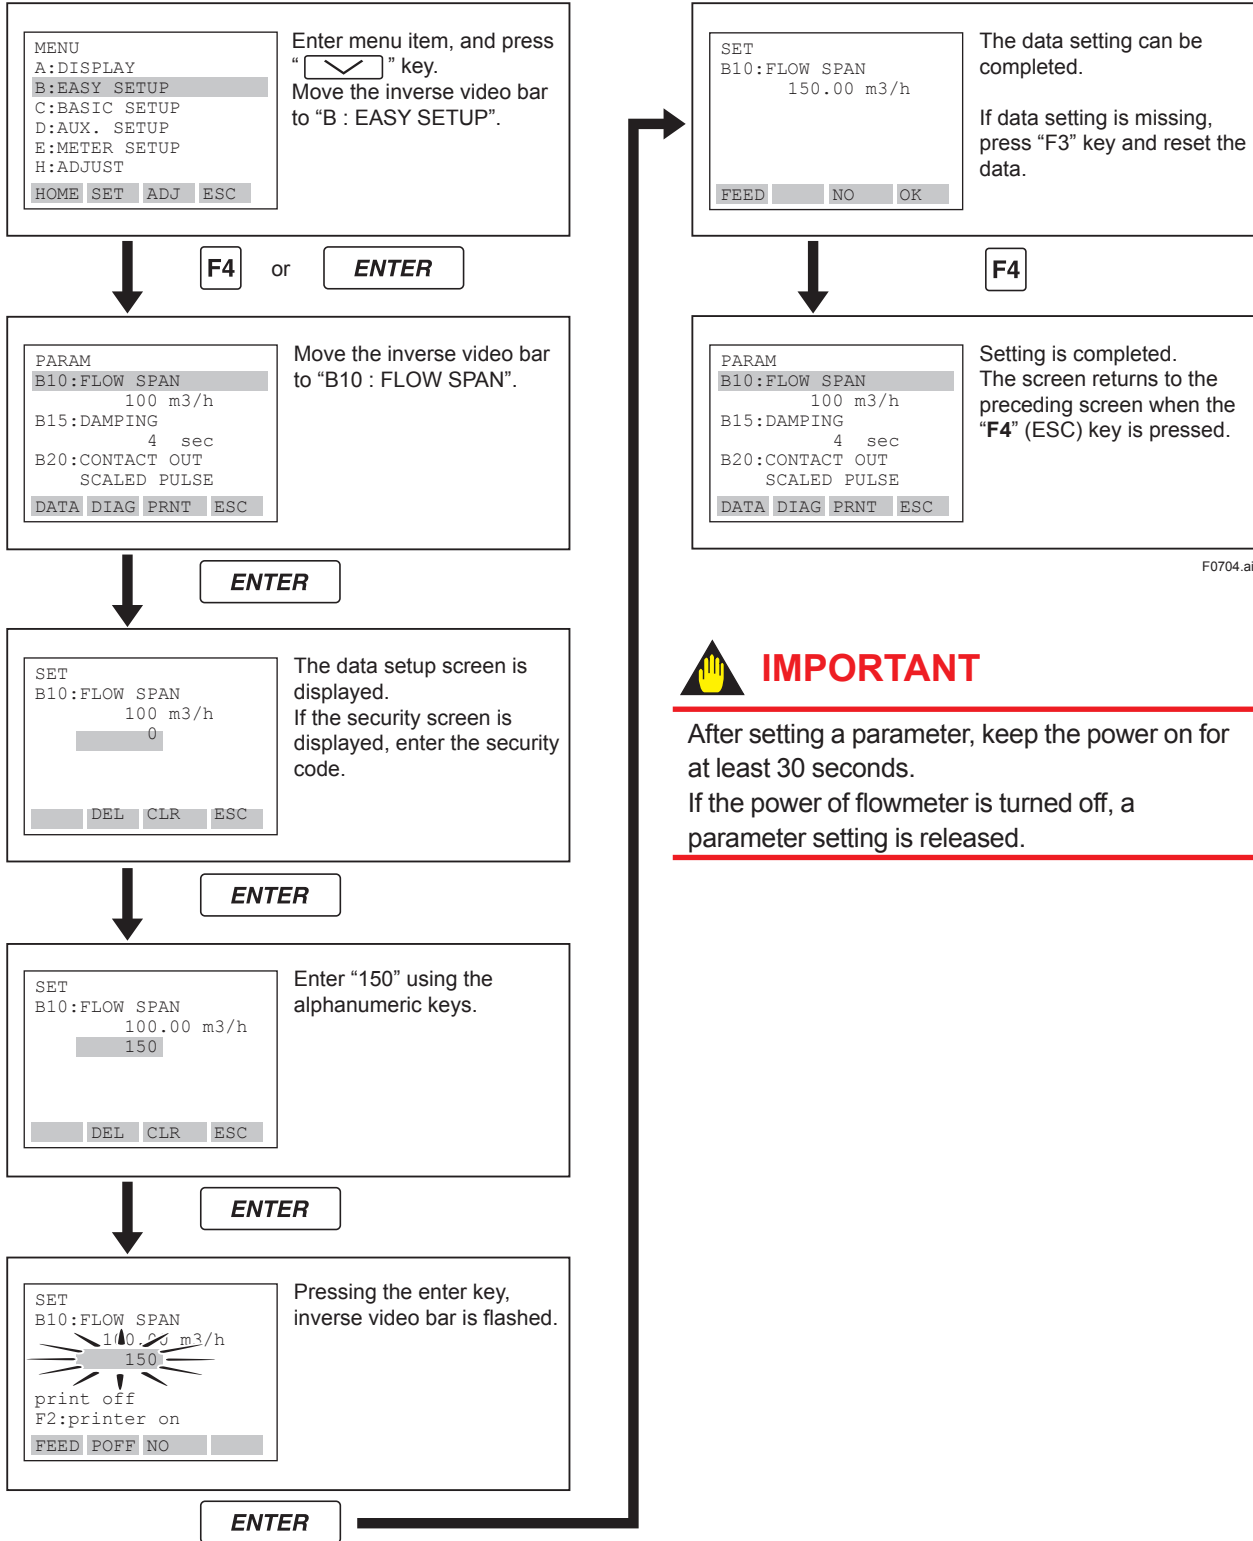 MENU
A:DISPLAY
B:EASY SETUP
C:BASIC SETUP
D:AUX. SETUP
E:METER SETUP
H:ADJUST
HOME SET ADJ ESC
Enter menu item, and press
“ ” key.
Move the inverse video bar
to “B : EASY SETUP”.
F4 or ENTER
PARAM
B10:FLOW SPAN
100 m3/h
B15:DAMPING
4 sec
B20:CONTACT OUT
SCALED PULSE
DATA DIAG PRNT ESC
Move the inverse video bar
to “B10 : FLOW SPAN”.
ENTER
SET
B10:FLOW SPAN
100 m3/h
0
DEL CLR ESC
The data setup screen is
displayed.
If the security screen is
displayed, enter the security
code.
ENTER
SET
B10:FLOW SPAN
100.00 m3/h
150
DEL CLR ESC
Enter “150” using the
alphanumeric keys.
ENTER
SET
B10:FLOW SPAN
100.00 m3/h
150
print off
F2:printer on
FEED POFF NO
Pressing the enter key,
inverse video bar is flashed.
ENTER
SET
B10:FLOW SPAN
150.00 m3/h
FEED NO OK
The data setting can be
completed.
If data setting is missing,
press “F3” key and reset the
data.
F4
PARAM
B10:FLOW SPAN
100 m3/h
B15:DAMPING
4 sec
B20:CONTACT OUT
SCALED PULSE
DATA DIAG PRNT ESC
Setting is completed.
The screen returns to the
preceding screen when the
“F4” (ESC) key is pressed.
F0704.ai
IMPORTANT
After setting a parameter, keep the power on for
at least 30 seconds.
If the power of flowmeter is turned off, a
parameter setting is released.